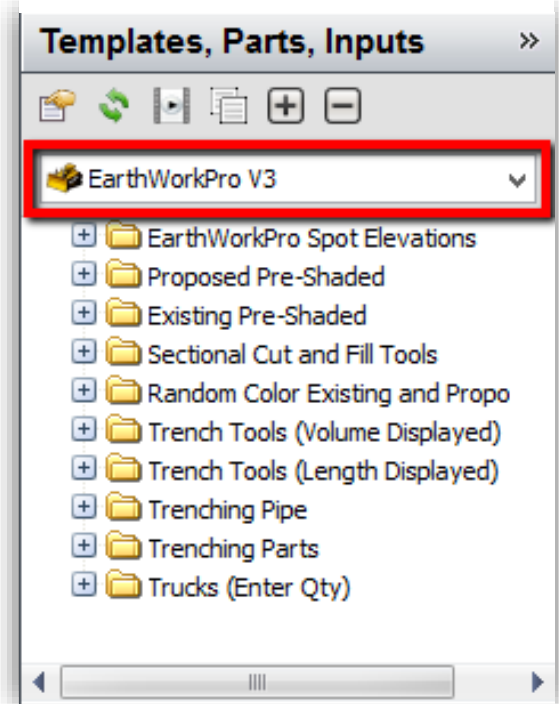 Templates, Parts, Inputs
EarthWorkPro V3
EarthWorkPro Spot Elevations
Proposed Pre-Shaded
Existing Pre-Shaded
Sectional Cut and Fill Tools
Random Color Existing and Propo
Trench Tools (Volume Displayed)
Trench Tools (Length Displayed)
Trenching Pipe
Trenching Parts
Trucks (Enter Qty)